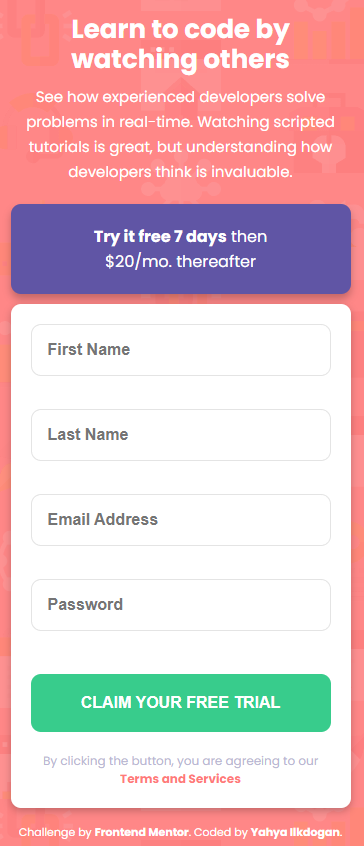 Learn to code by
watching others
See how experienced developers solve
problems in real-time. Watching scripted
tutorials is great, but understanding how
developers think is invaluable.
Try it free 7 days then
$20/mo. thereafter
First Name
Last Name
Email Address
Password
CLAIM YOUR FREE TRIAL
By clicking the button, you are agreeing to our
Terms and Services
Challenge by Frontend Mentor. Coded by Yahya Ilkdogan.